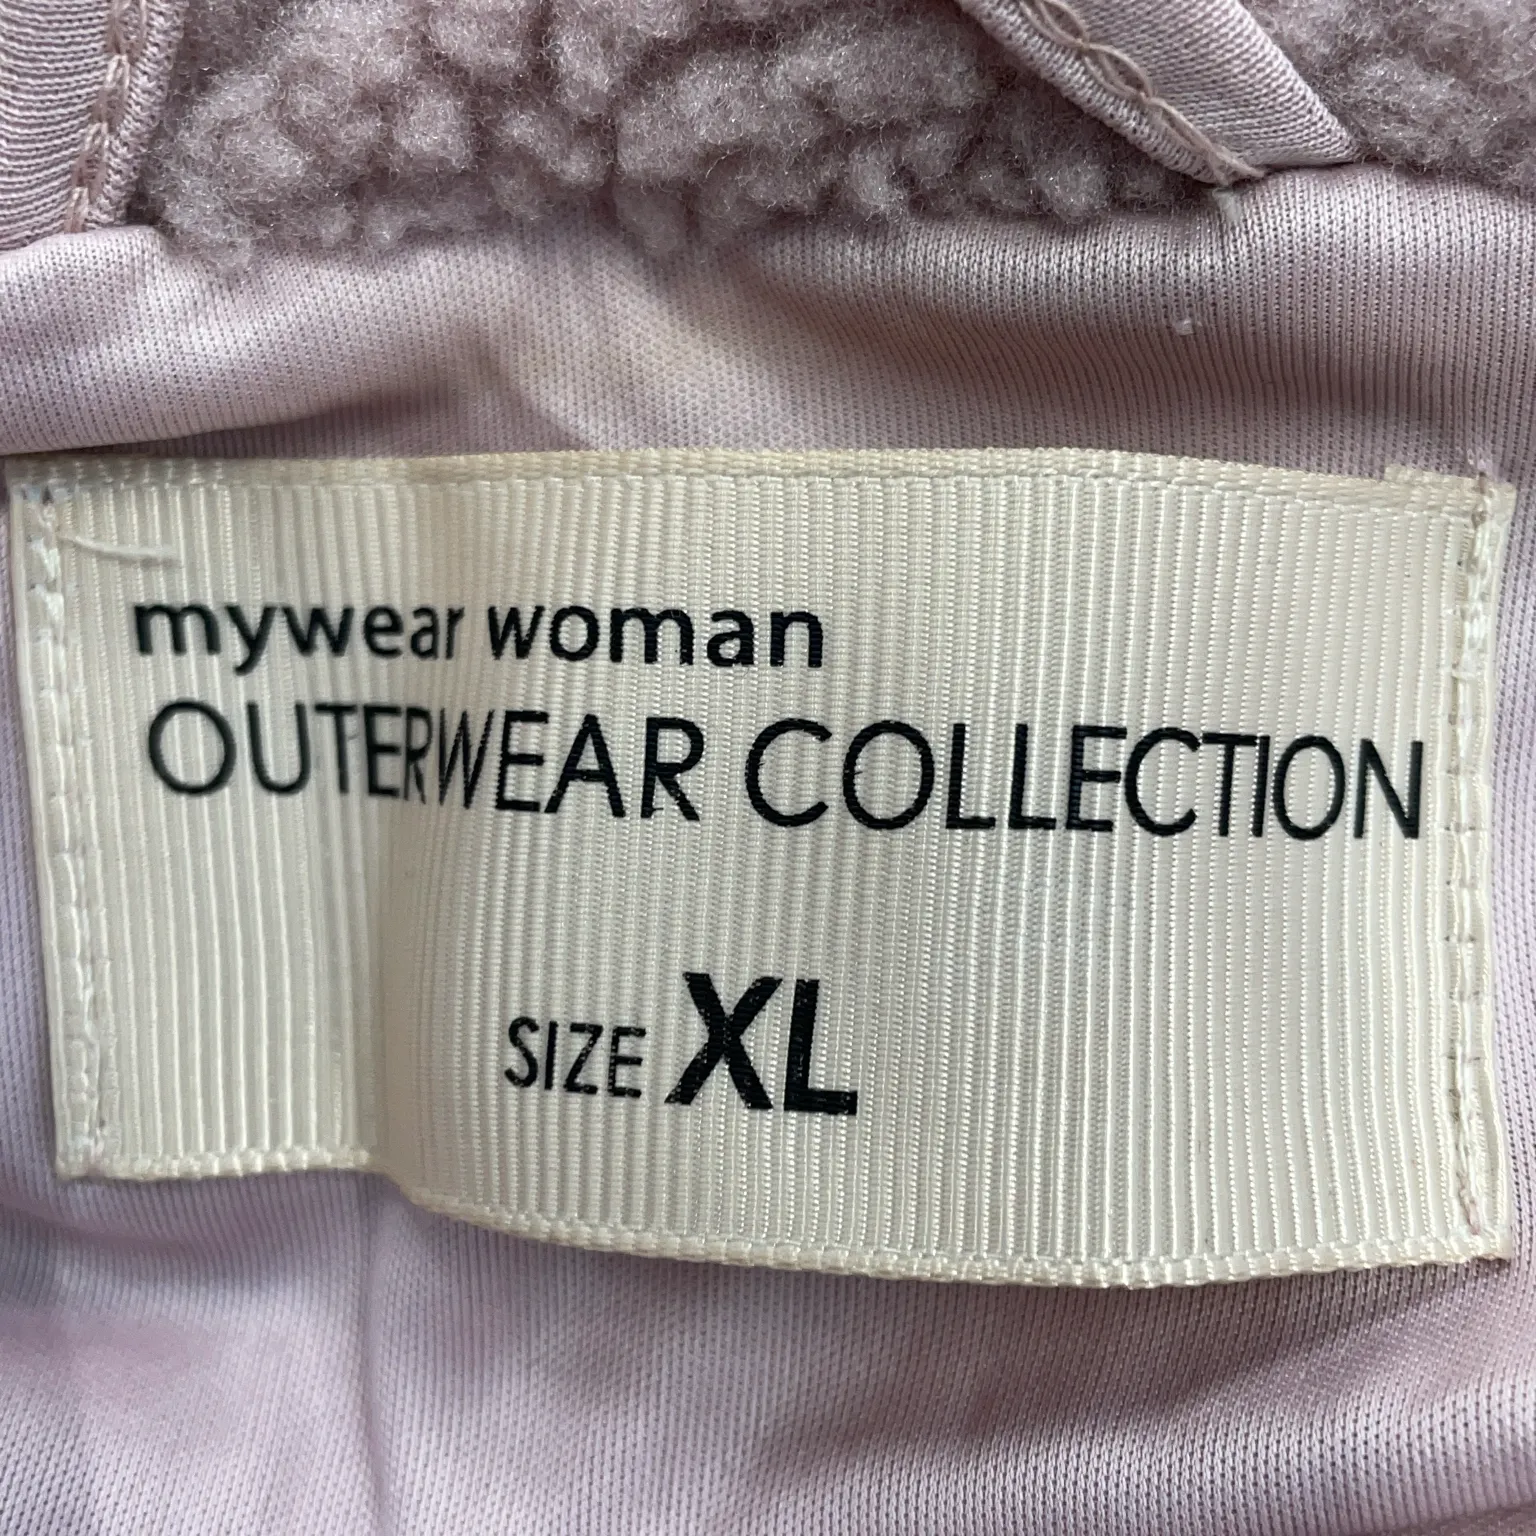 mywear woman
OUTERWEAR COLLECTION
SIZE XL